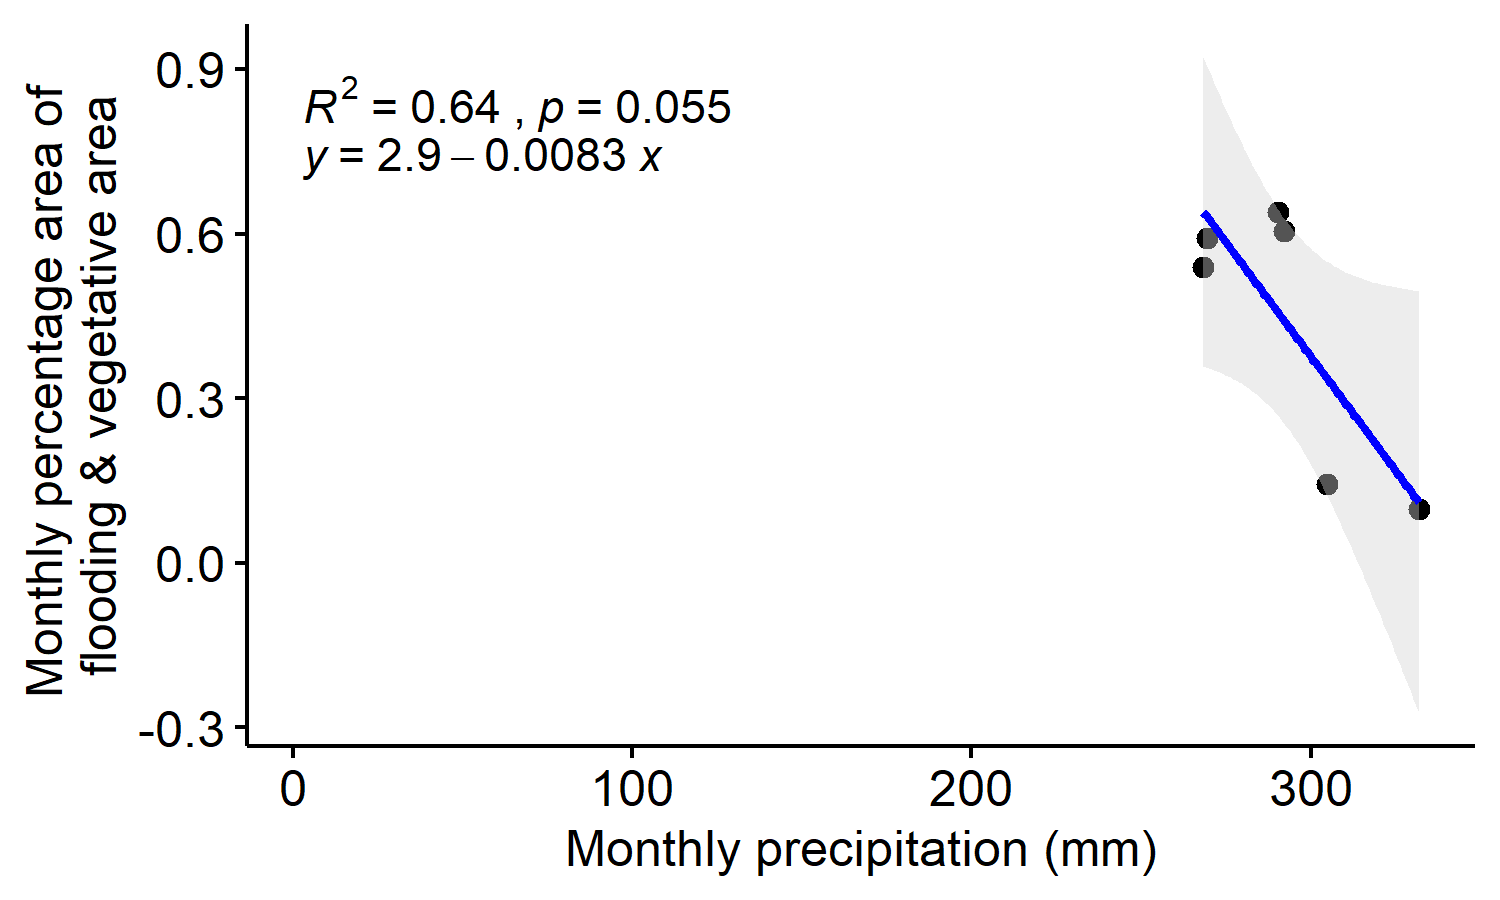 Monthly percentage area of
flooding & vegetative area
0.9
0.6
0.3
0.0
-0.3
R² = 0.64 , p = 0.055
y = 2.9 – 0.0083 x
0 100 200 300
Monthly precipitation (mm)